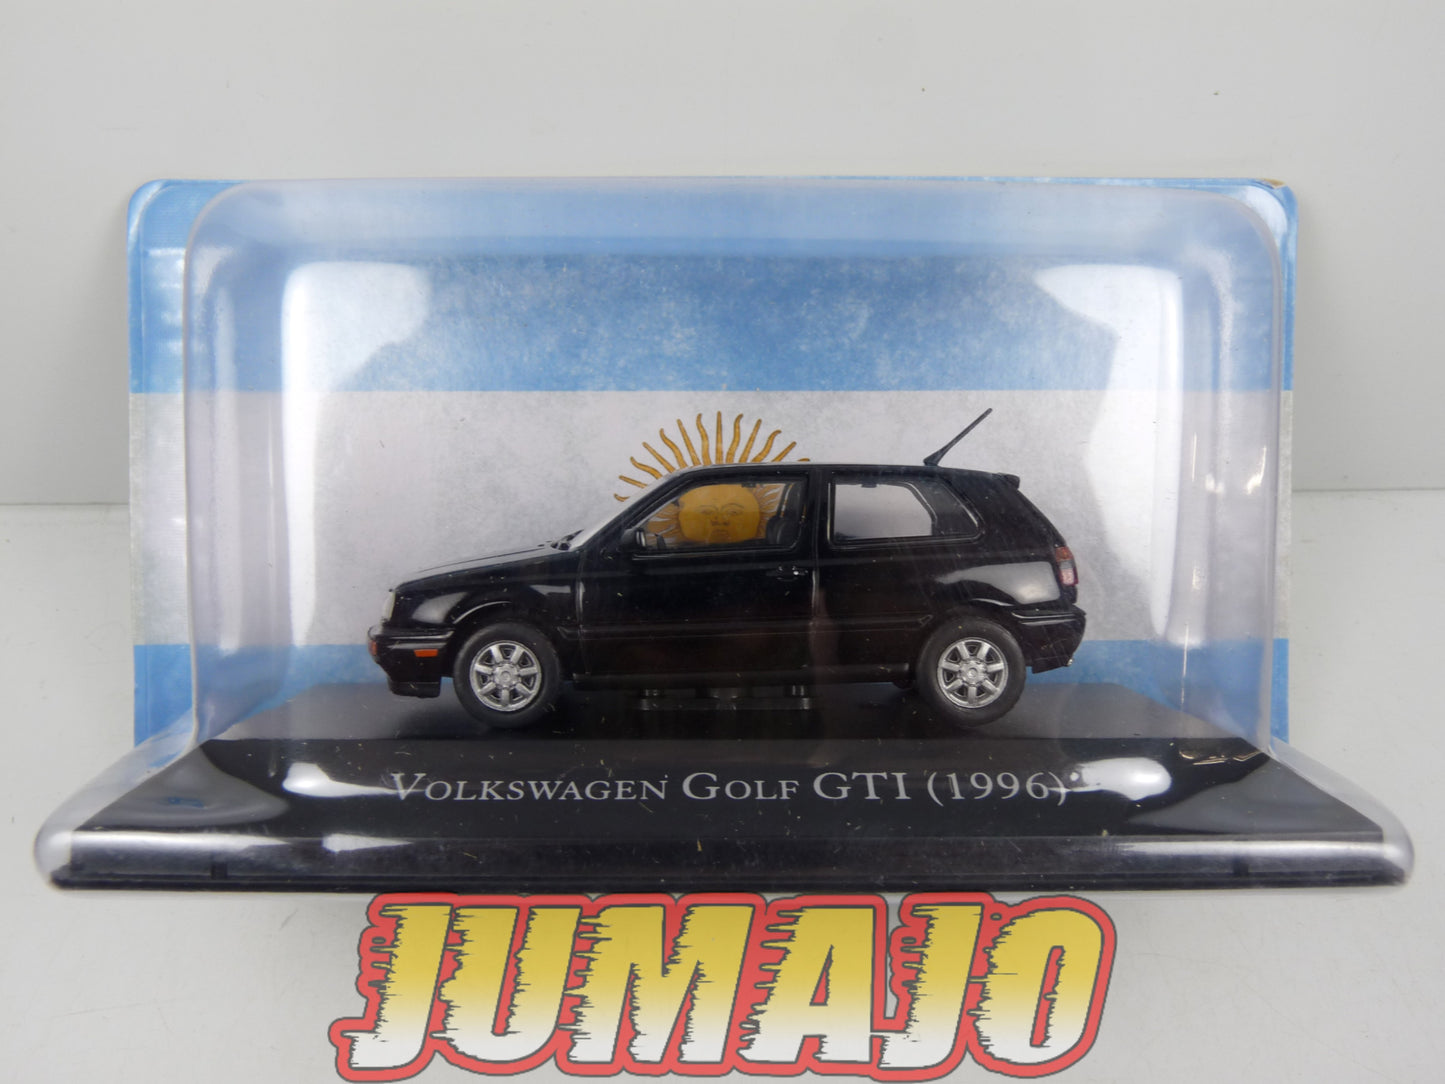 VOLKSWAGEN GOLF GTI (1996)
JUMAJO